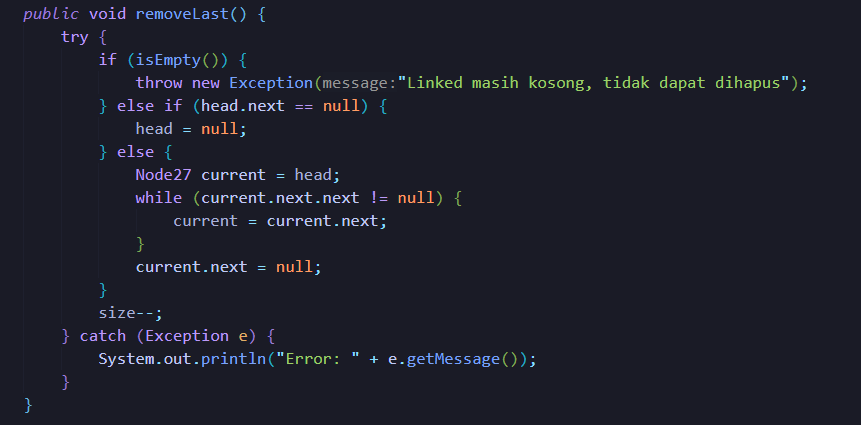 public void removeLast() {
    try {
        if (isEmpty()) {
            throw new Exception(message:"Linked masih kosong, tidak dapat dihapus");
        } else if (head.next == null) {
            head = null;
        } else {
            Node27 current = head;
            while (current.next.next != null) {
                current = current.next;
            }
            current.next = null;
        }
        size--;
    } catch (Exception e) {
        System.out.println("Error: " + e.getMessage());
    }
}